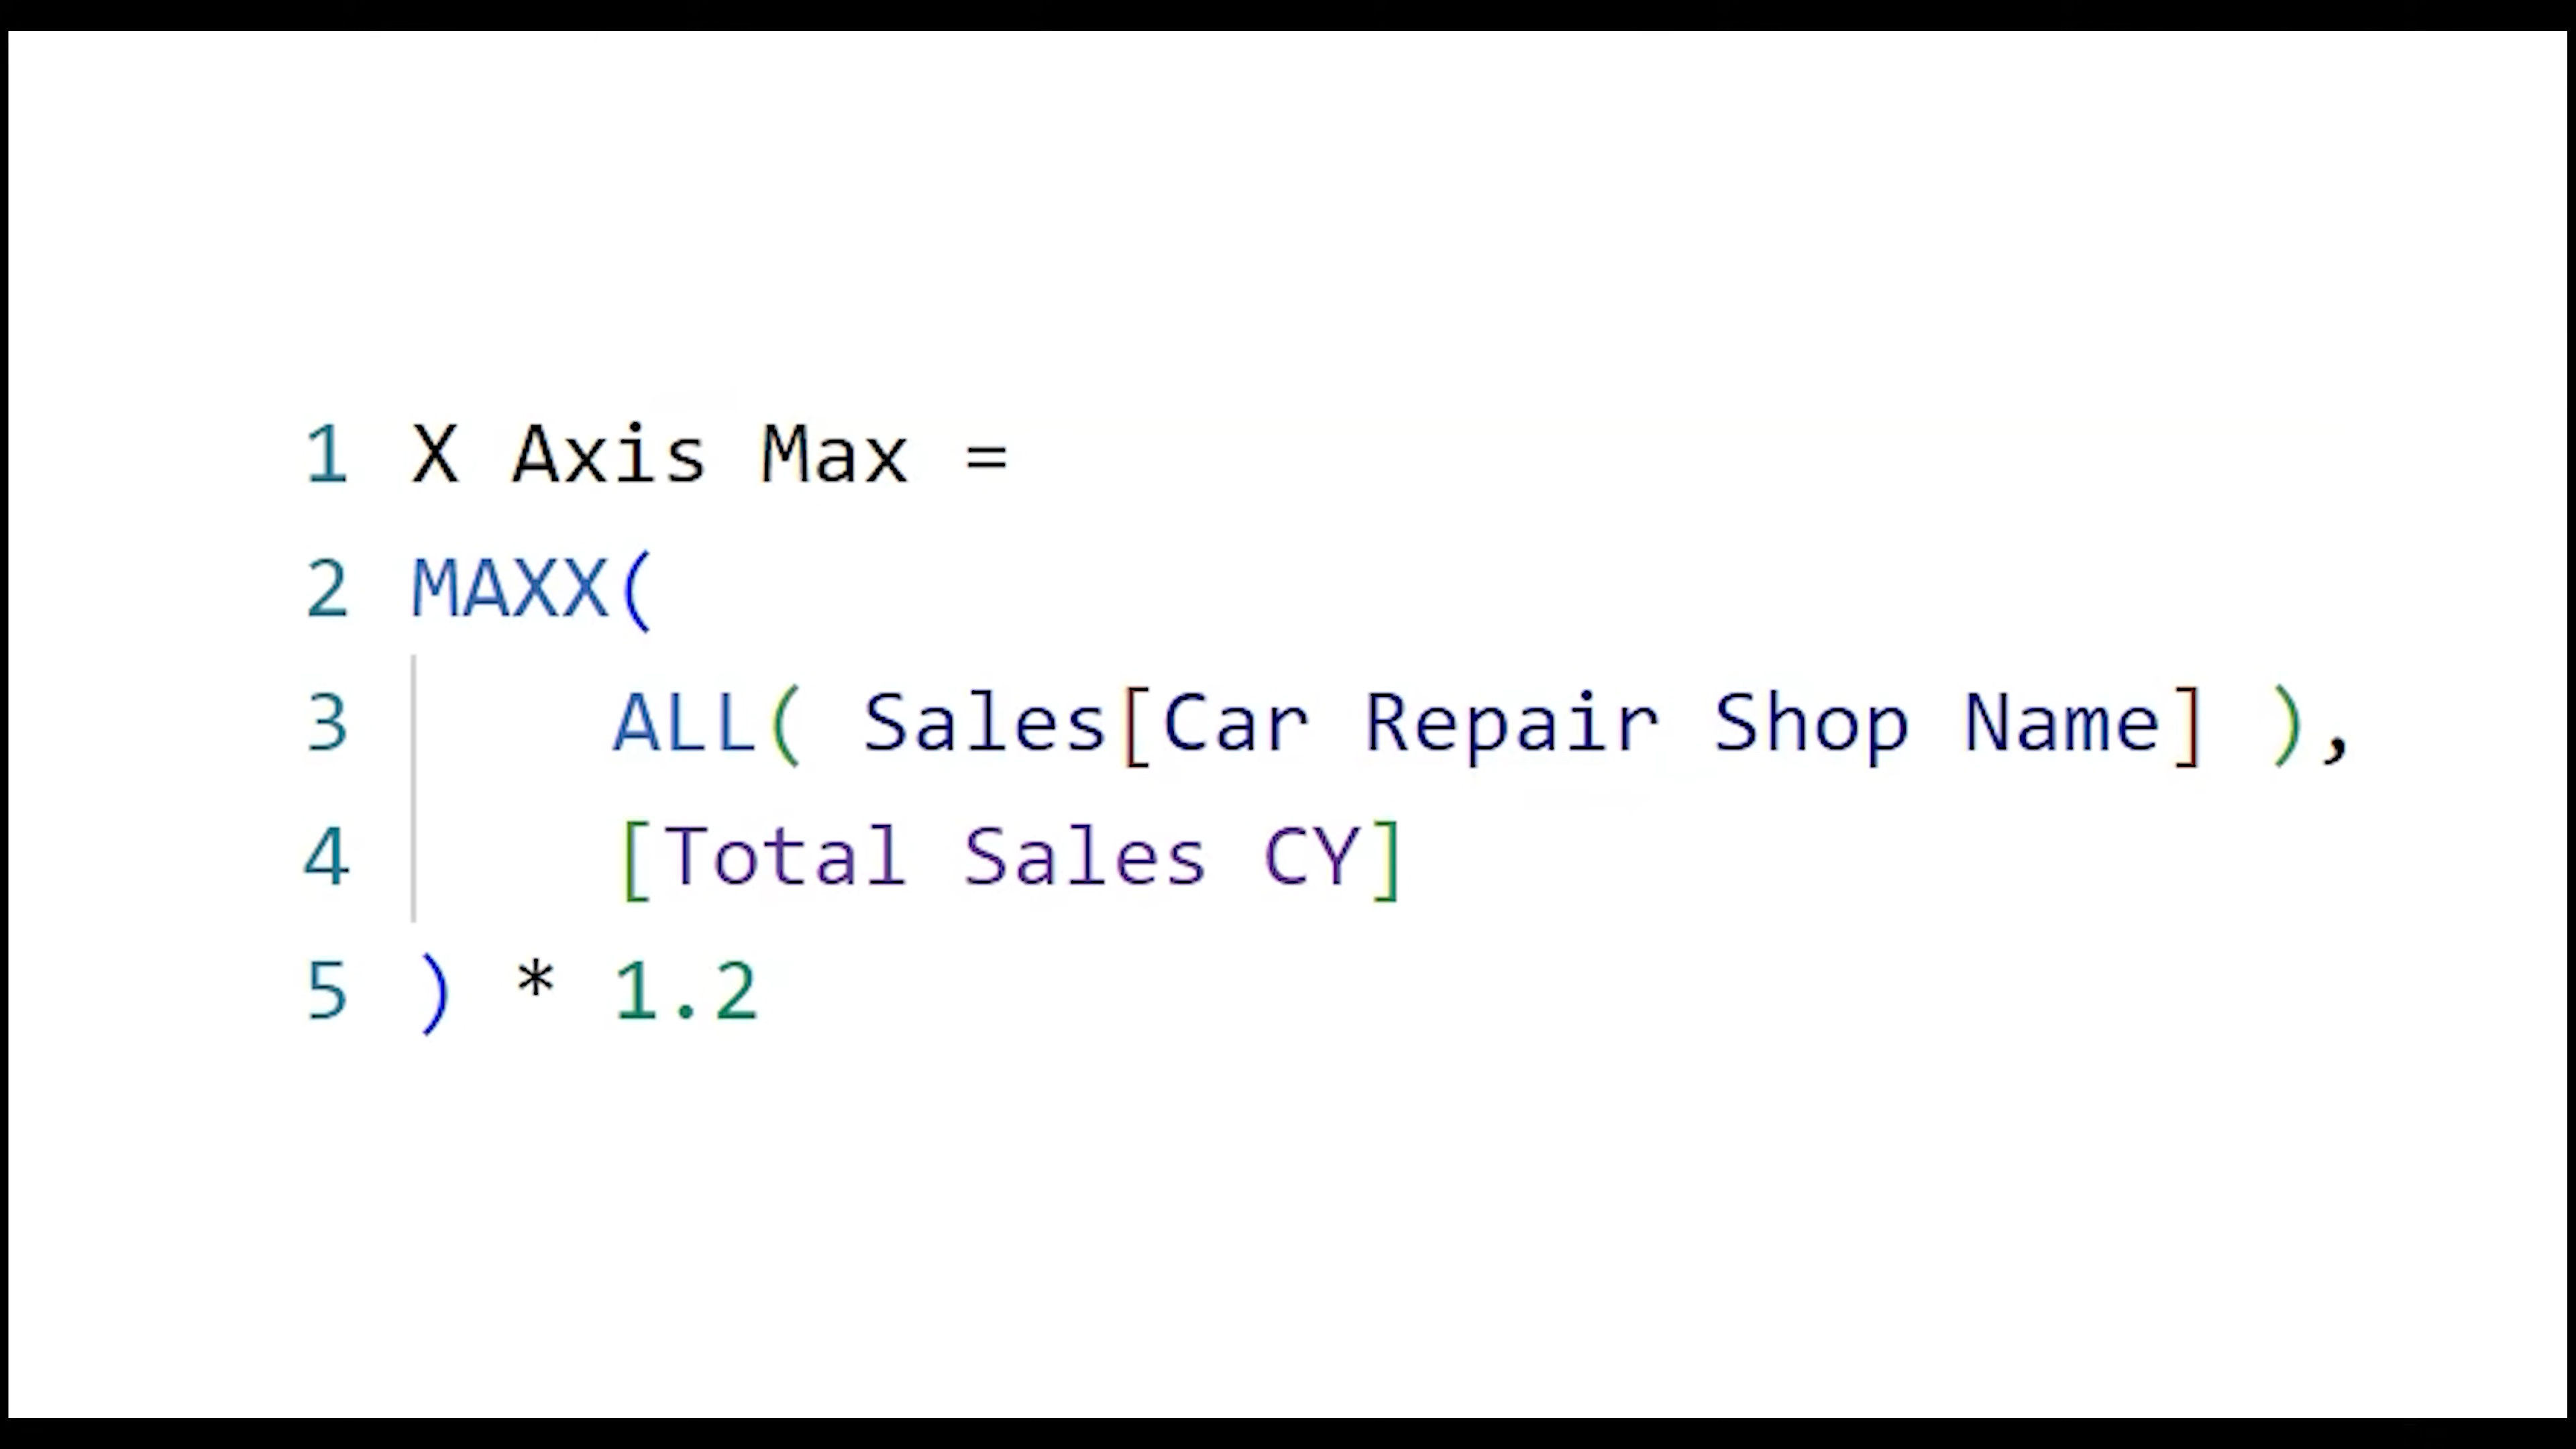 1 X Axis Max =
2 MAXX(
3 ALL( Sales[Car Repair Shop Name] ),
4 [Total Sales CY]
5 ) * 1.2